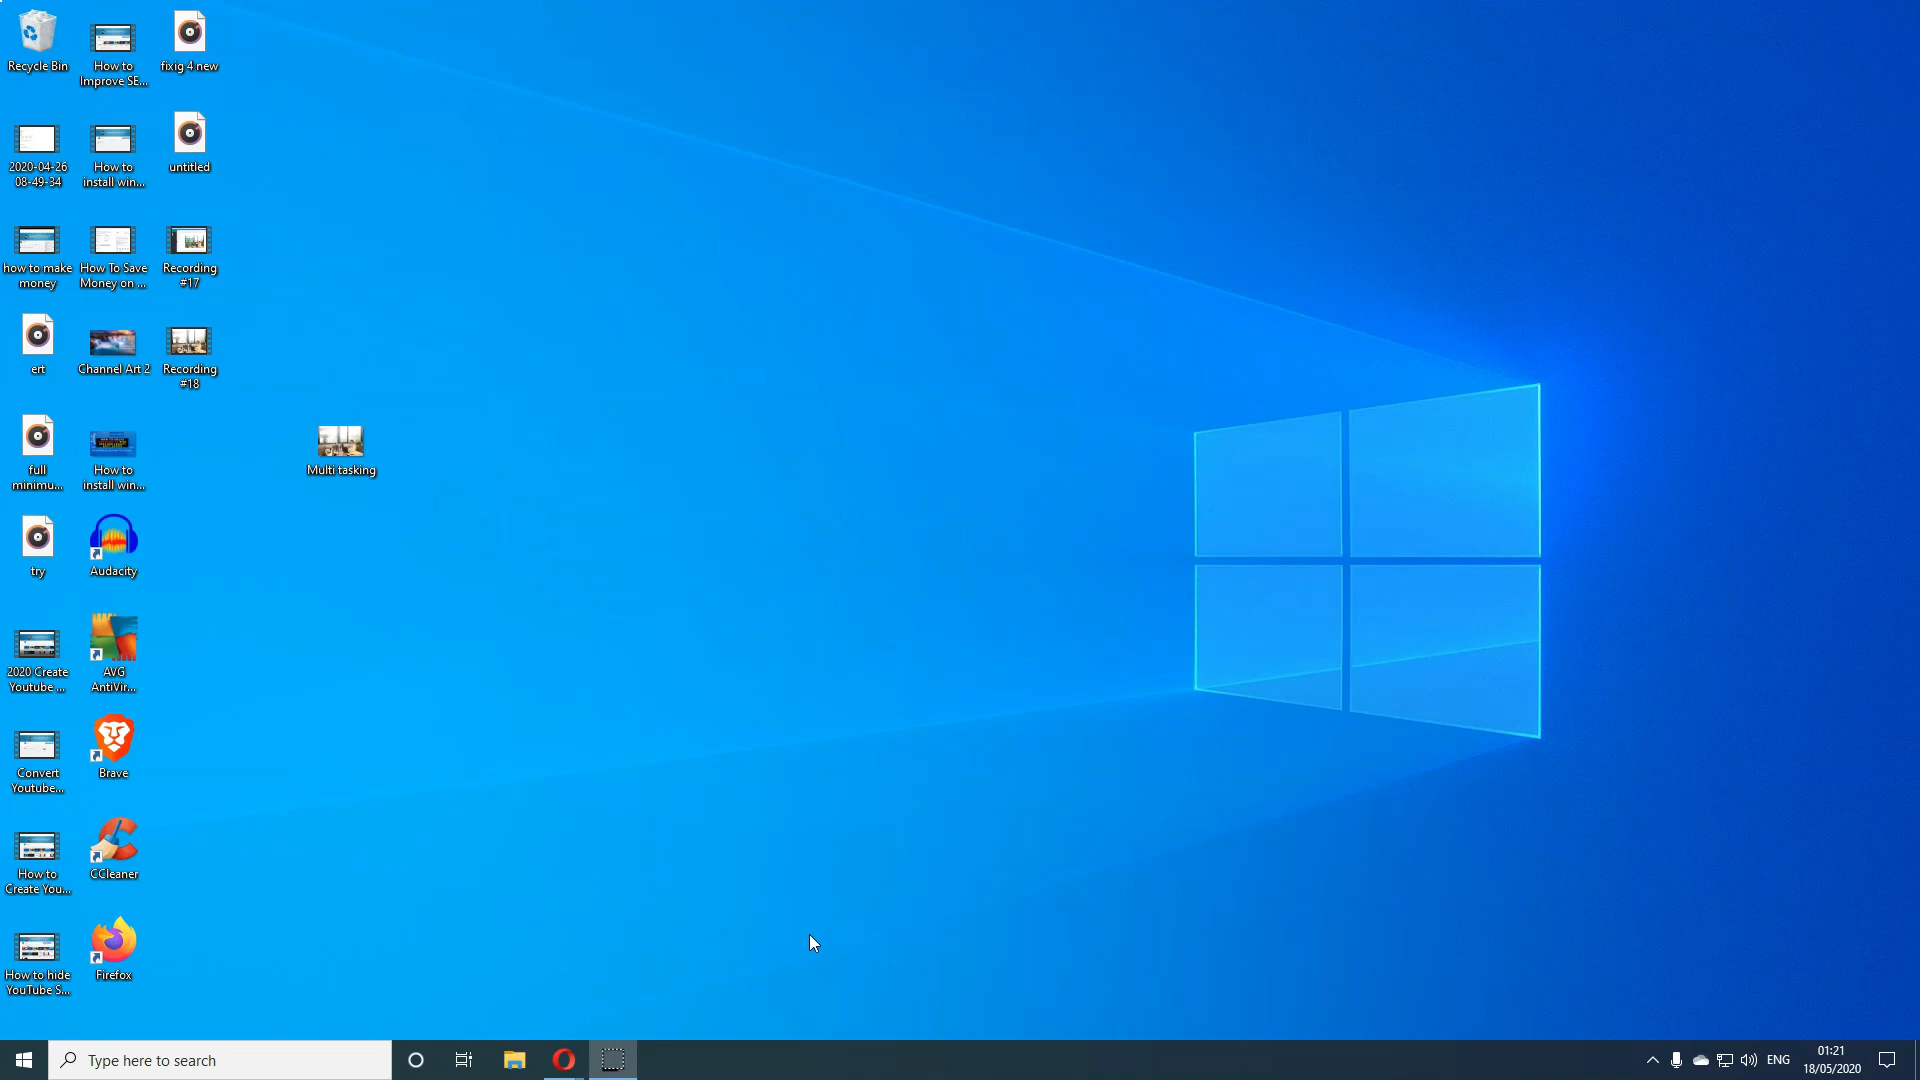 Recycle Bin
How to
Improve SE...
fixig 4 new
2020-04-26
08-49-34
How to
install win...
untitled
how to make
money
How To Save
Money on ...
Recording
#17
ert
Channel Art 2
Recording
#18
full
minimu...
How to
install win...
Multi tasking
try
Audacity
2020 Create
Youtube ...
AVG
AntiVir...
Convert
Youtube...
Brave
How to
Create You...
CCleaner
How to hide
YouTube S...
Firefox
Type here to search
ENG
01:21
18/05/2020